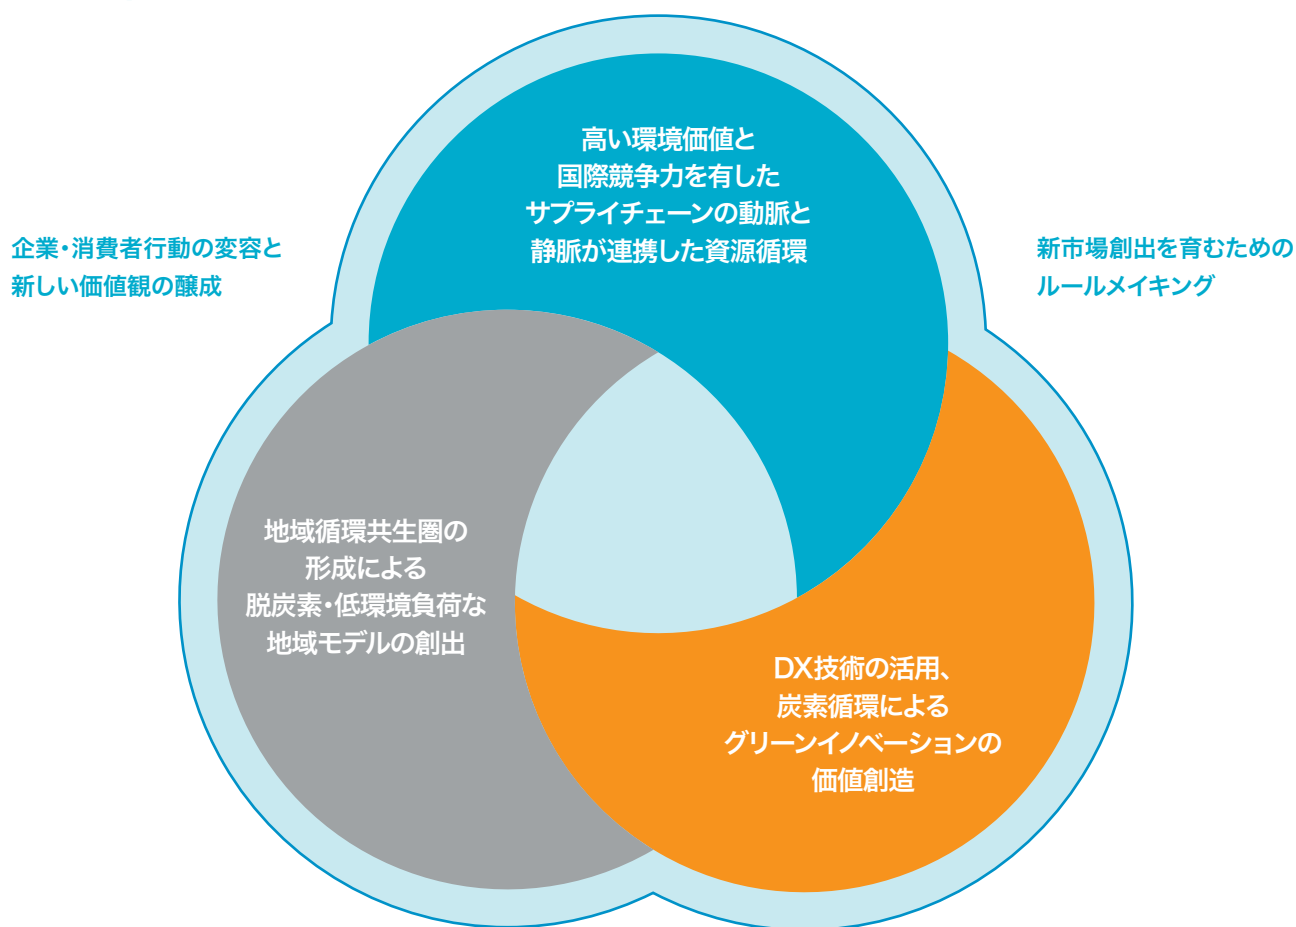 高い環境価値と
国際競争力を有した
サプライチェーンの動脈と
静脈が連携した資源循環
企業・消費者行動の変容と
新しい価値観の醸成
新市場創出を育むための
ルールメイキング
地域循環共生圏の
形成による
脱炭素・低環境負荷な
地域モデルの創出
DX技術の活用、
炭素循環による
グリーンイノベーションの
価値創造